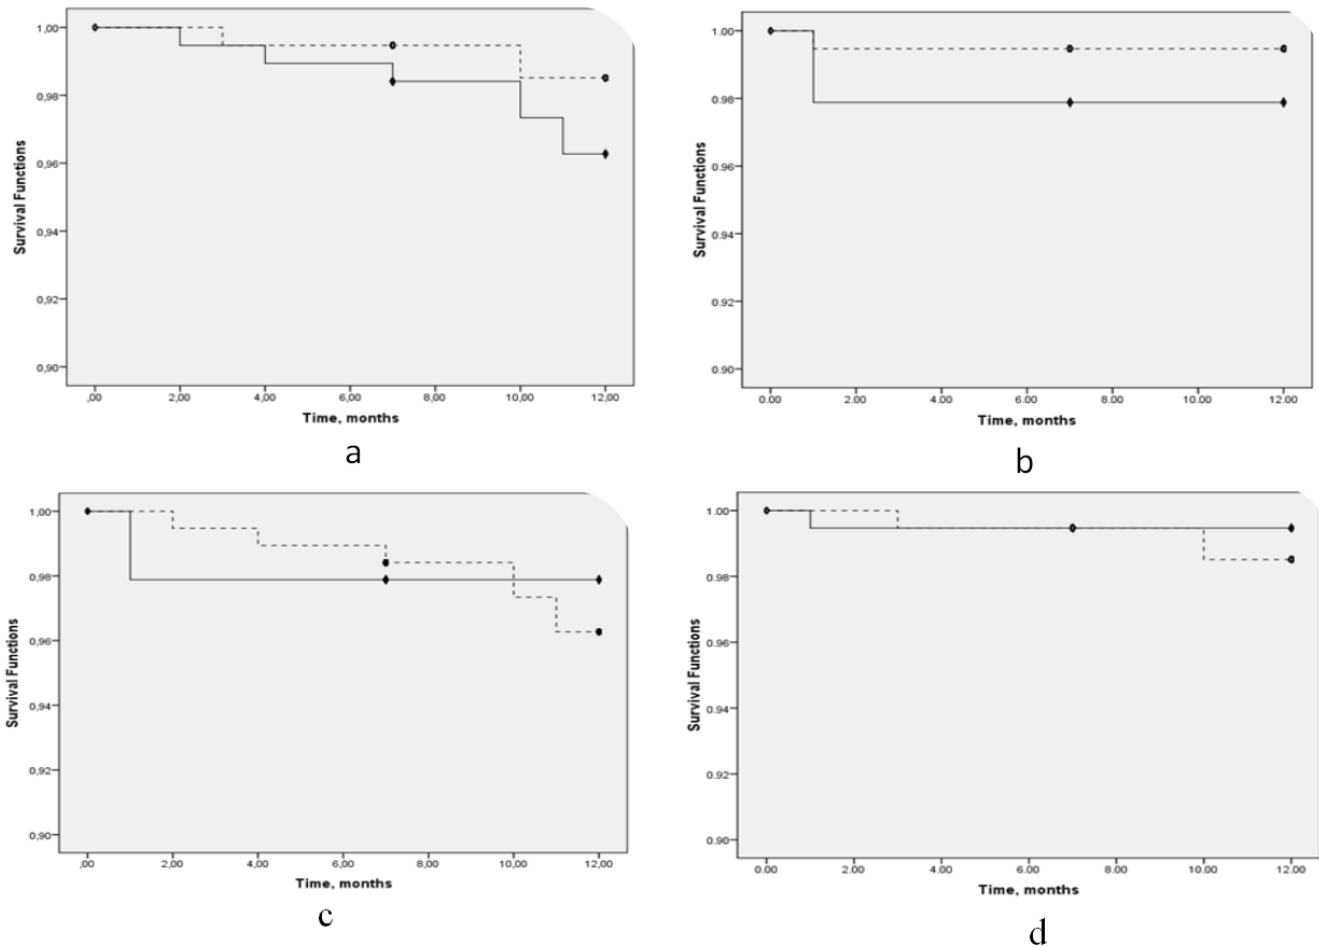 Survival Functions
1,00
0,98
0,96
0,94
0,92
0,90
,00 2,00 4,00 6,00 8,00 10,00 12,00
Time, months
a
Survival Functions
1.00
0.98
0.96
0.94
0.92
0.90
0.00 2.00 4.00 6.00 8.00 10.00 12.00
Time, months
b
Survival Functions
1,00
0,98
0,96
0,94
0,92
0,90
,00 2,00 4,00 6,00 8,00 10,00 12,00
Time, months
c
Survival Functions
1.00
0.98
0.96
0.94
0.92
0.90
0.00 2.00 4.00 6.00 8.00 10.00 12.00
Time, months
d